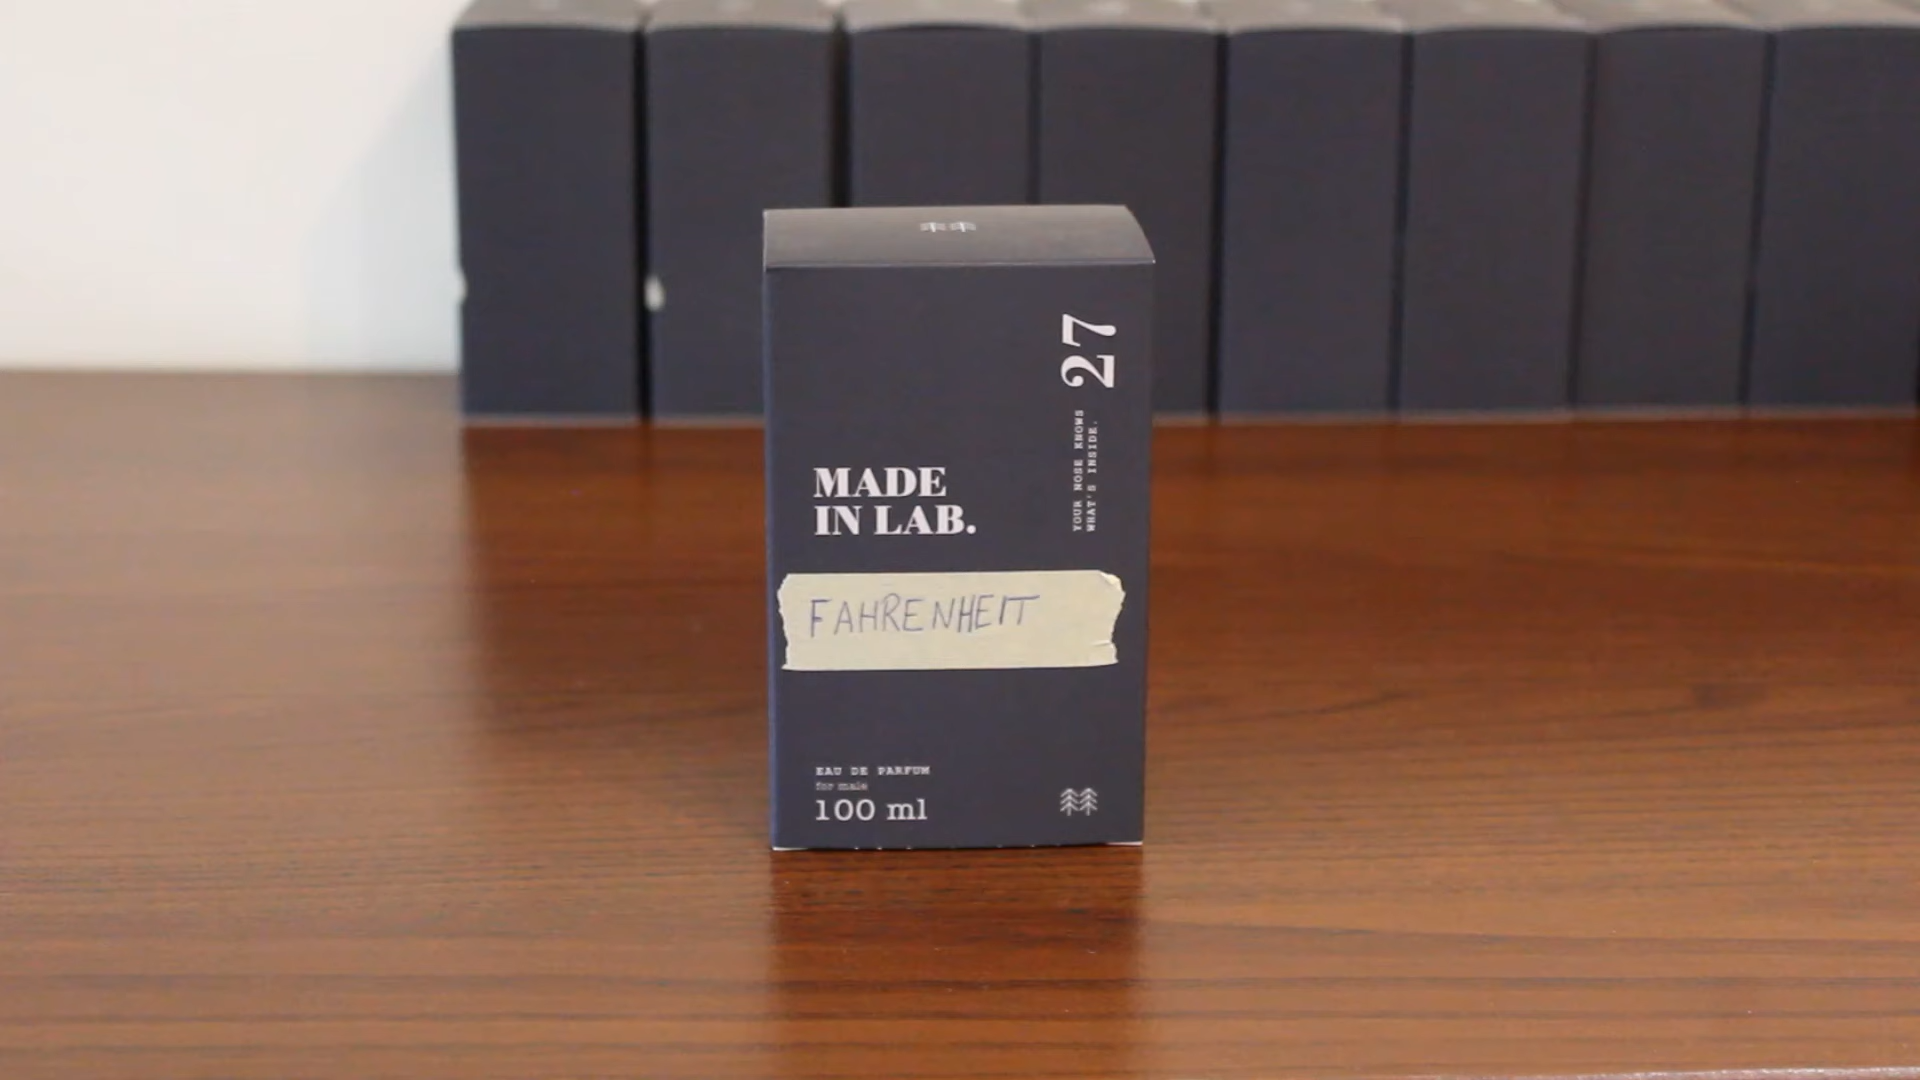 27
YOUR NOSE KNOWS
WHAT'S INSIDE.
MADE
IN LAB.
FAHRENHEIT
EAU DE PARFUM
for male
100 ml